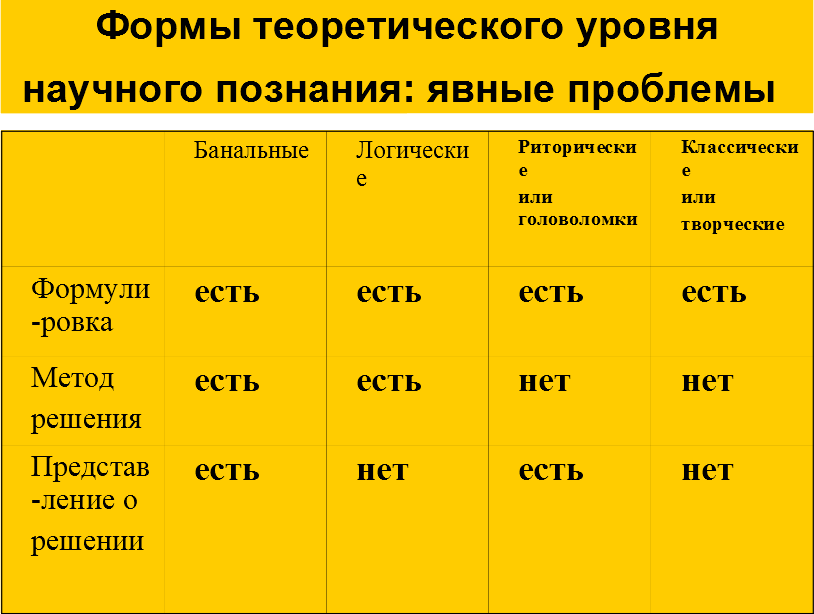 Формы теоретического уровня
научного познания: явные проблемы
Банальные
Логически
е
Риторически
е
или
головоломки
Классически
е
или
творческие
Формули
-ровка
есть
есть
есть
есть
Метод
решения
есть
есть
нет
нет
Представ
-ление о
решении
есть
нет
есть
нет